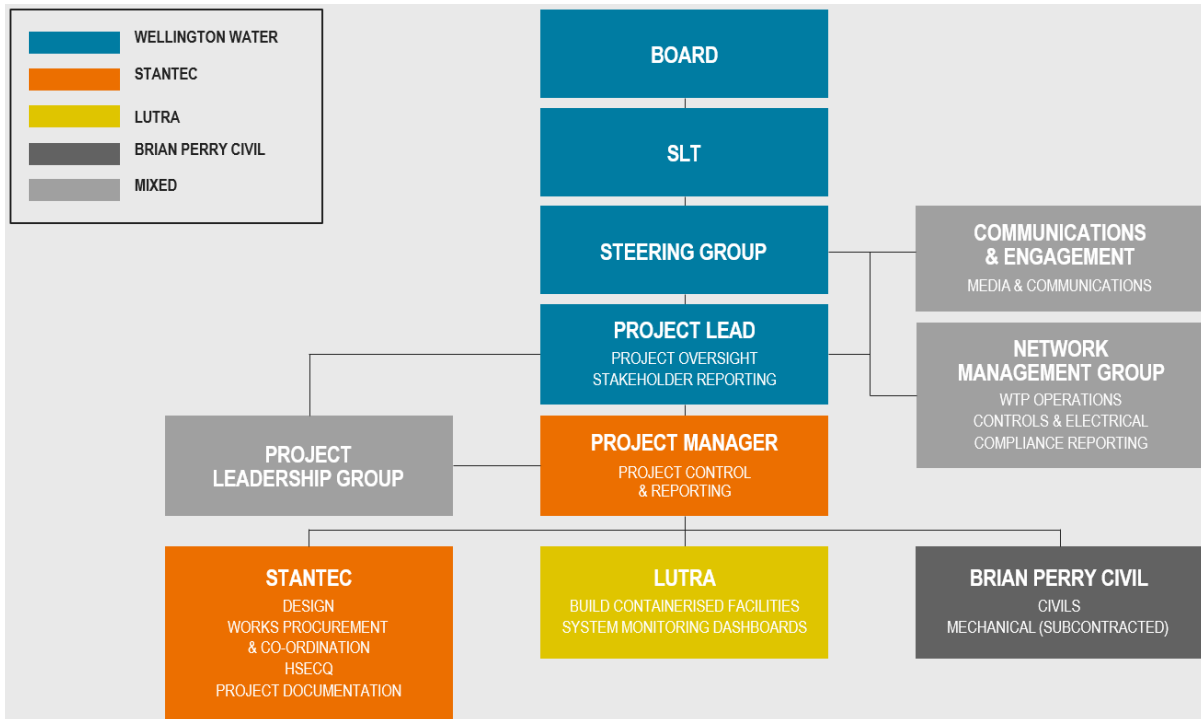 WELLINGTON WATER
STANTEC
LUTRA
BRIAN PERRY CIVIL
MIXED
BOARD
SLT
STEERING GROUP
COMMUNICATIONS
& ENGAGEMENT
MEDIA & COMMUNICATIONS
PROJECT LEAD
PROJECT OVERSIGHT
STAKEHOLDER REPORTING
NETWORK
MANAGEMENT GROUP
WTP OPERATIONS
CONTROLS & ELECTRICAL
COMPLIANCE REPORTING
PROJECT
LEADERSHIP GROUP
PROJECT MANAGER
PROJECT CONTROL
& REPORTING
STANTEC
DESIGN
WORKS PROCUREMENT
& CO-ORDINATION
HSECQ
PROJECT DOCUMENTATION
LUTRA
BUILD CONTAINERISED FACILITIES
SYSTEM MONITORING DASHBOARDS
BRIAN PERRY CIVIL
CIVILS
MECHANICAL (SUBCONTRACTED)